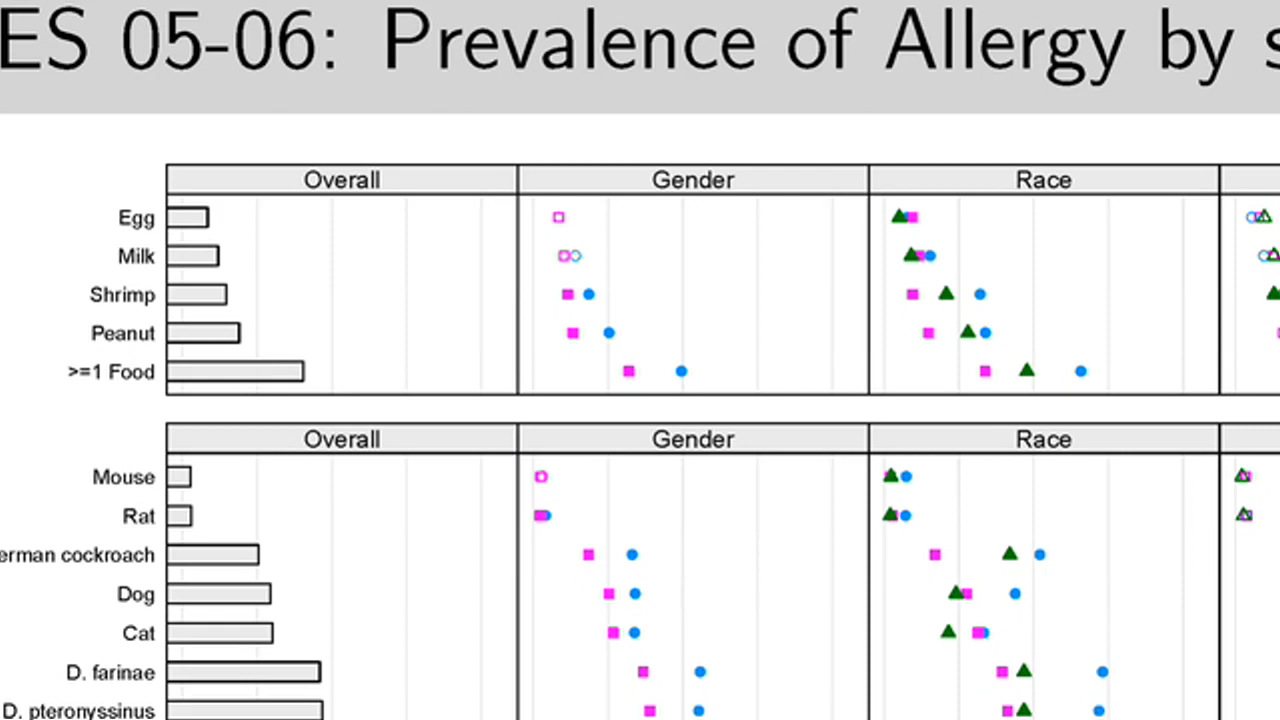 ES 05-06: Prevalence of Allergy by s
Overall Gender Race
Egg
Milk
Shrimp
Peanut
>=1 Food
Overall Gender Race
Mouse
Rat
erman cockroach
Dog
Cat
D. farinae
D. pteronyssinus